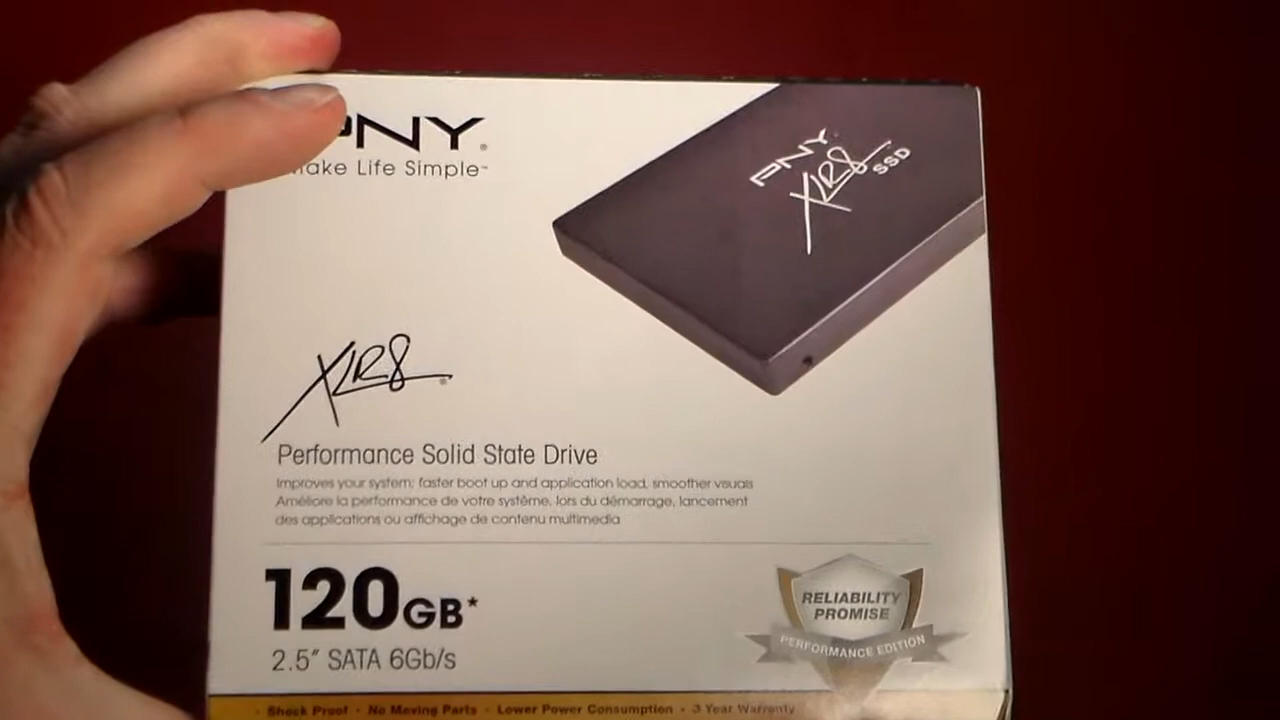 PNY®
Make Life Simple™
PNY
XLR8 SSD
XLR8®
Performance Solid State Drive
Improves your system; faster boot up and application load, smoother visuals
Améliore la performance de votre système, lors du démarrage, lancement
des applications ou affichage de contenu multimedia
120GB*
2.5″ SATA 6Gb/s
RELIABILITY
PROMISE
PERFORMANCE EDITION
· Shock Proof · No Moving Parts · Lower Power Consumption · 3 Year Warranty